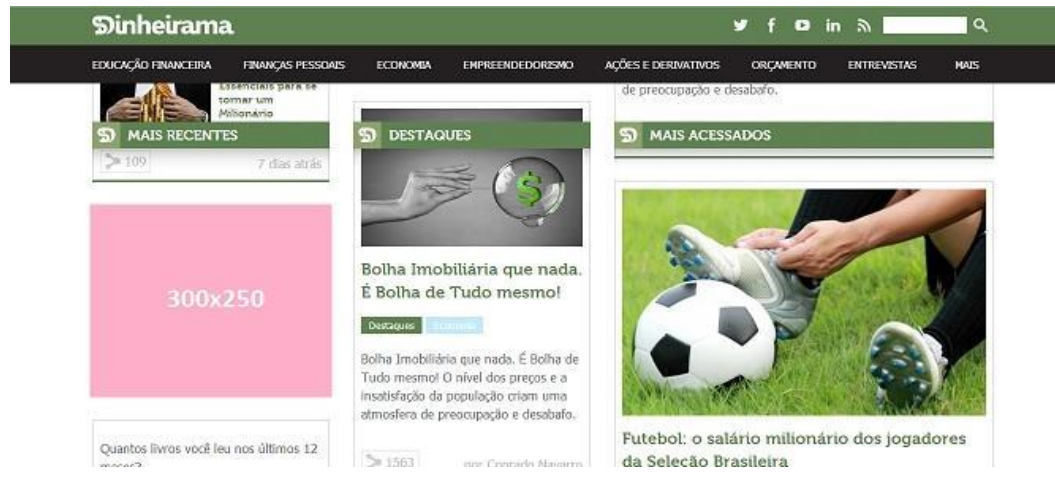 Dinheirama
EDUCAÇÃO FINANCEIRA FINANÇAS PESSOAIS ECONOMIA EMPREENDEDORISMO AÇÕES E DERIVATIVOS ORÇAMENTO ENTREVISTAS MAIS
Essenciais para se
tornar um
Milionário
MAIS RECENTES
109 7 dias atrás
300x250
Quantos livros você leu nos últimos 12
meses?
DESTAQUES
Bolha Imobiliária que nada.
É Bolha de Tudo mesmo!
Destaques Economia
Bolha Imobiliária que nada. É Bolha de
Tudo mesmo! O nível dos preços e a
insatisfação da população criam uma
atmosfera de preocupação e desabafo.
1563 por Conrado Navarro
de preocupação e desabafo.
MAIS ACESSADOS
Futebol: o salário milionário dos jogadores
da Seleção Brasileira